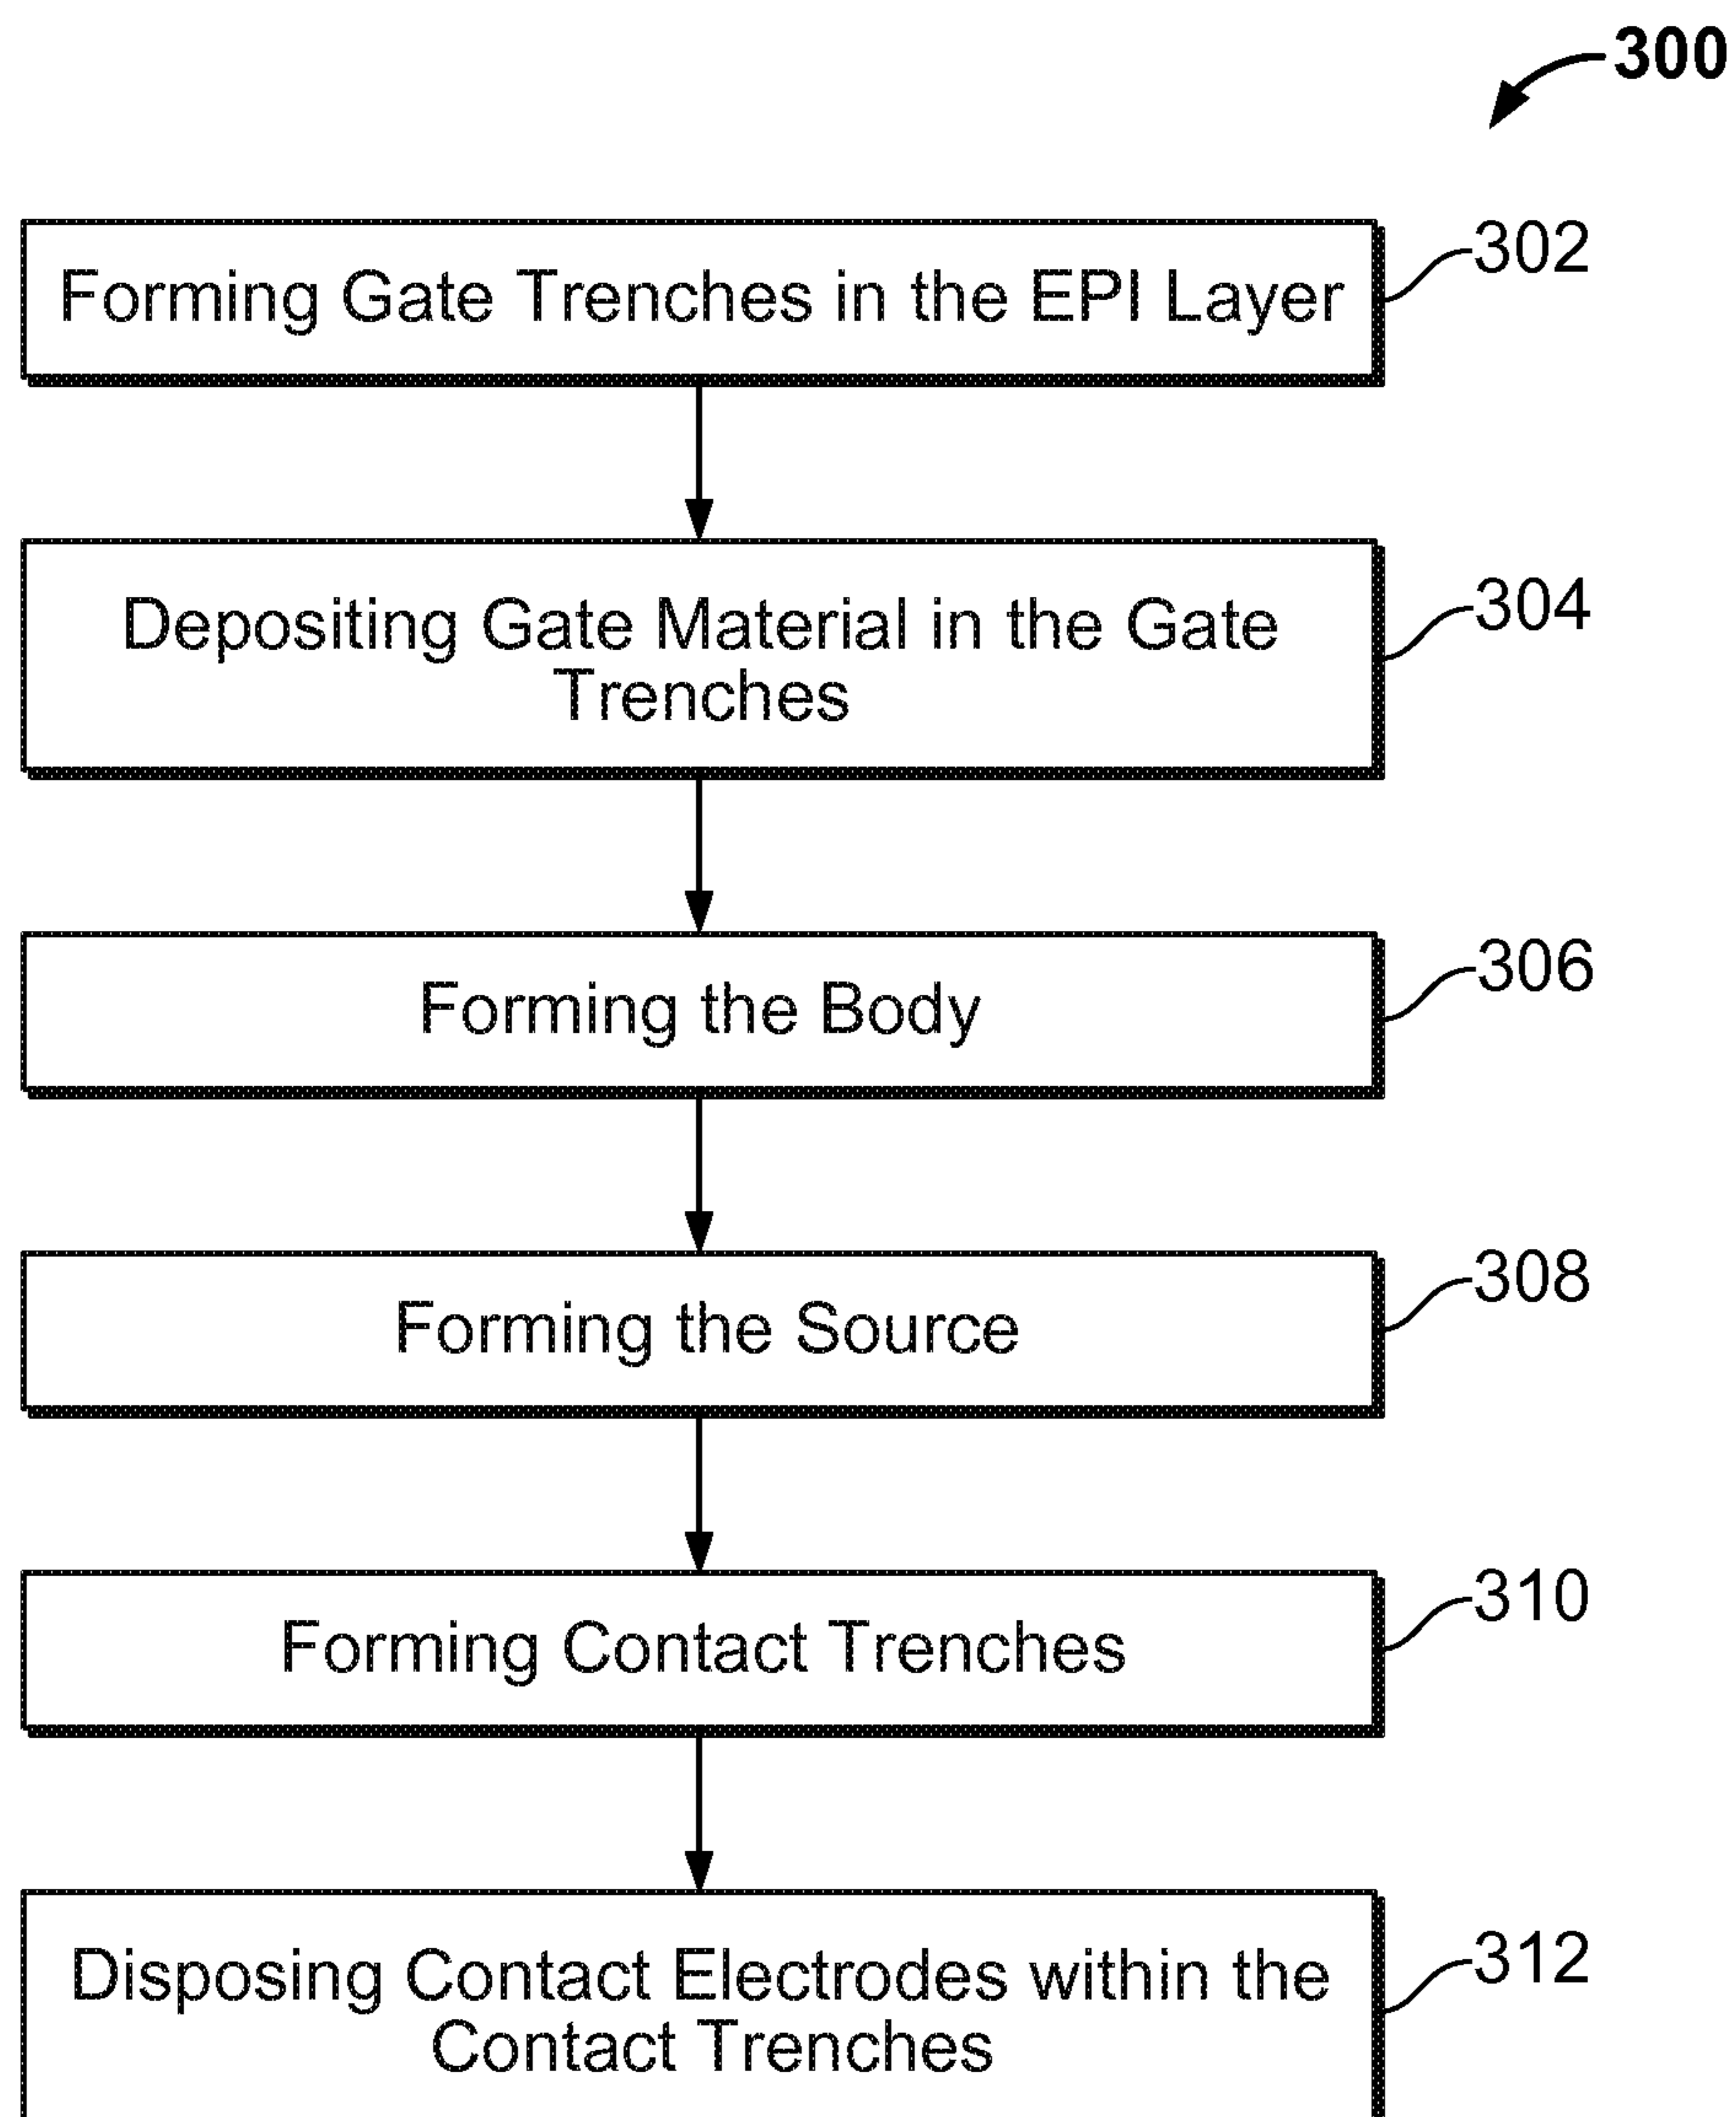 300
Forming Gate Trenches in the EPI Layer
302
Depositing Gate Material in the Gate
Trenches
304
Forming the Body
306
Forming the Source
308
Forming Contact Trenches
310
Disposing Contact Electrodes within the
Contact Trenches
312